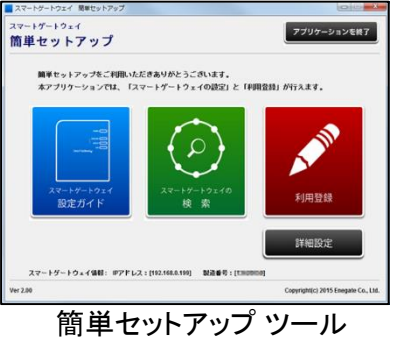 スマートゲートウェイ 簡単セットアップ
スマートゲートウェイ
簡単セットアップ
アプリケーションを終了
簡単セットアップをご利用いただきありがとうございます。
本アプリケーションでは、「スマートゲートウェイの設定」と「利用登録」が行えます。
スマートゲートウェイ
設定ガイド
スマートゲートウェイの
検 索
利用登録
詳細設定
スマートゲートウェイ情報: IPアドレス:[192.168.0.198] 製造番号:
Ver 2.00
Copyright(c) 2015 Enegate Co., Ltd.
簡単セットアップ ツール